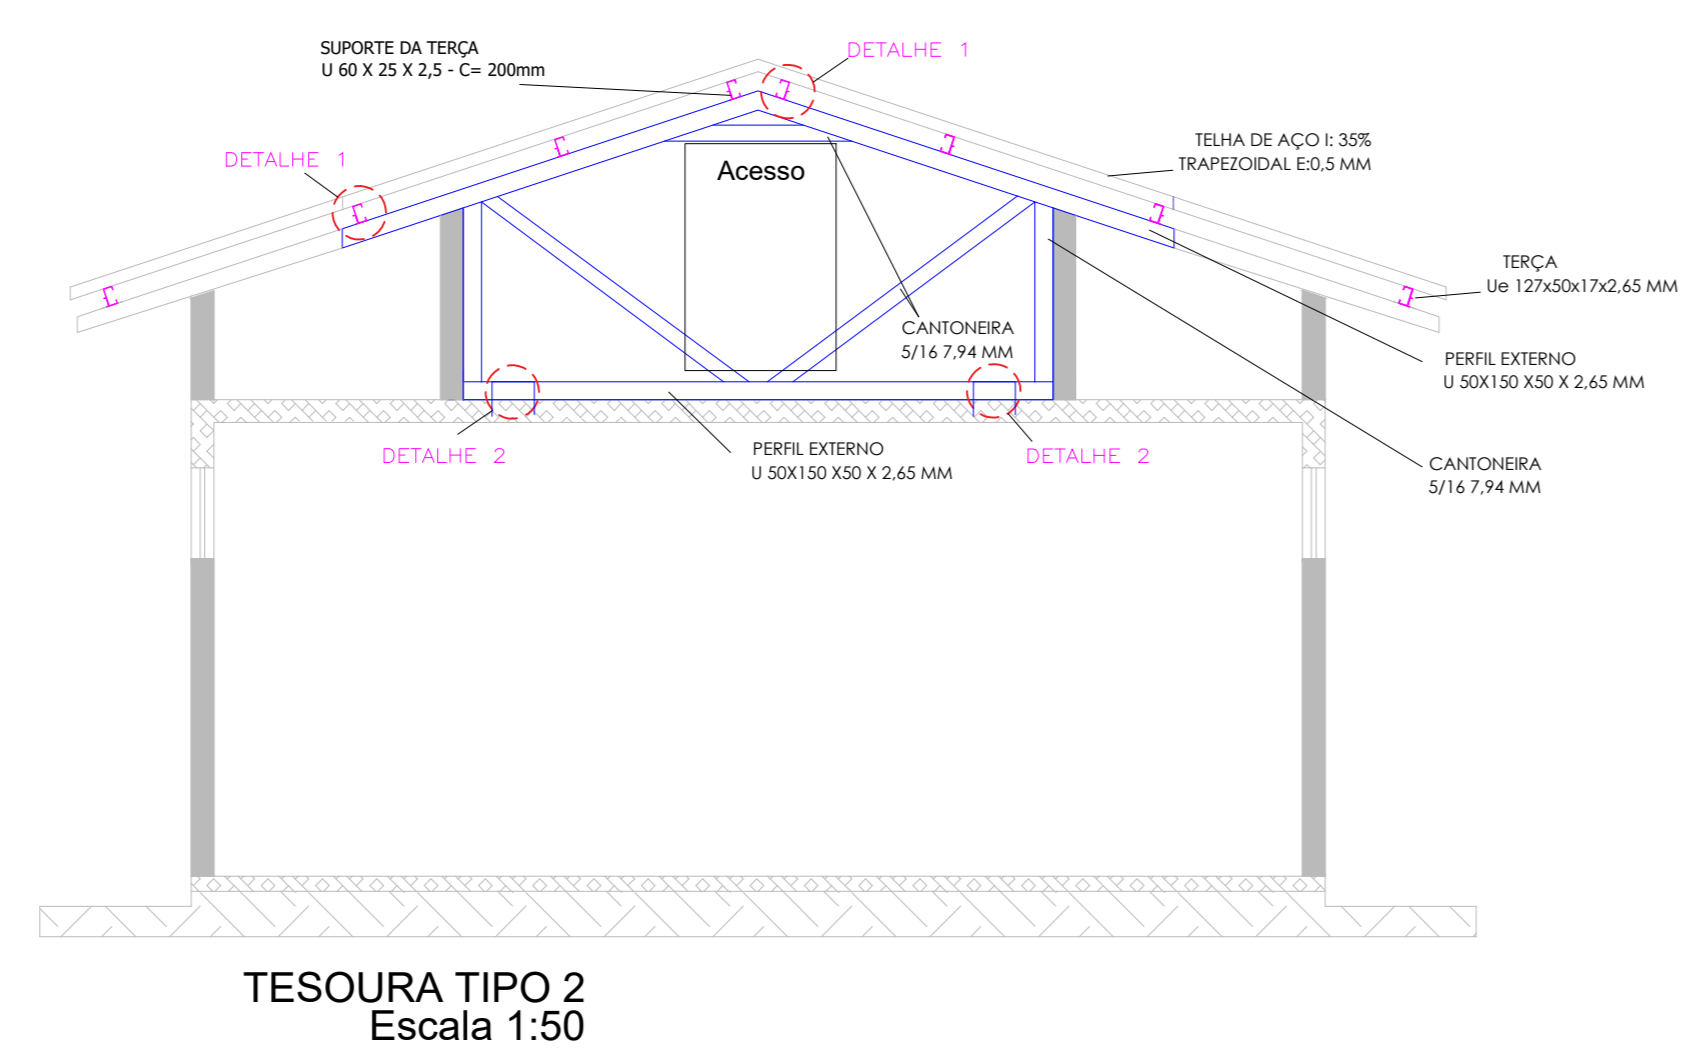 SUPORTE DA TERÇA
U 60 X 25 X 2,5 - C= 200mm
DETALHE 1
DETALHE 1
TELHA DE AÇO I: 35%
TRAPEZOIDAL E:0,5 MM
Acesso
TERÇA
Ue 127x50x17x2,65 MM
CANTONEIRA
5/16 7,94 MM
PERFIL EXTERNO
U 50X150 X50 X 2,65 MM
DETALHE 2
PERFIL EXTERNO
U 50X150 X50 X 2,65 MM
DETALHE 2
CANTONEIRA
5/16 7,94 MM
TESOURA TIPO 2
Escala 1:50